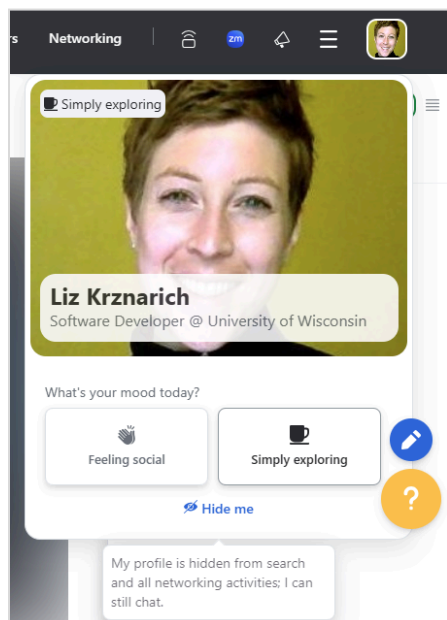 rs Networking zm
Simply exploring
Liz Krznarich
Software Developer @ University of Wisconsin
What's your mood today?
Feeling social Simply exploring
?
Hide me
My profile is hidden from search
and all networking activities; I can
still chat.